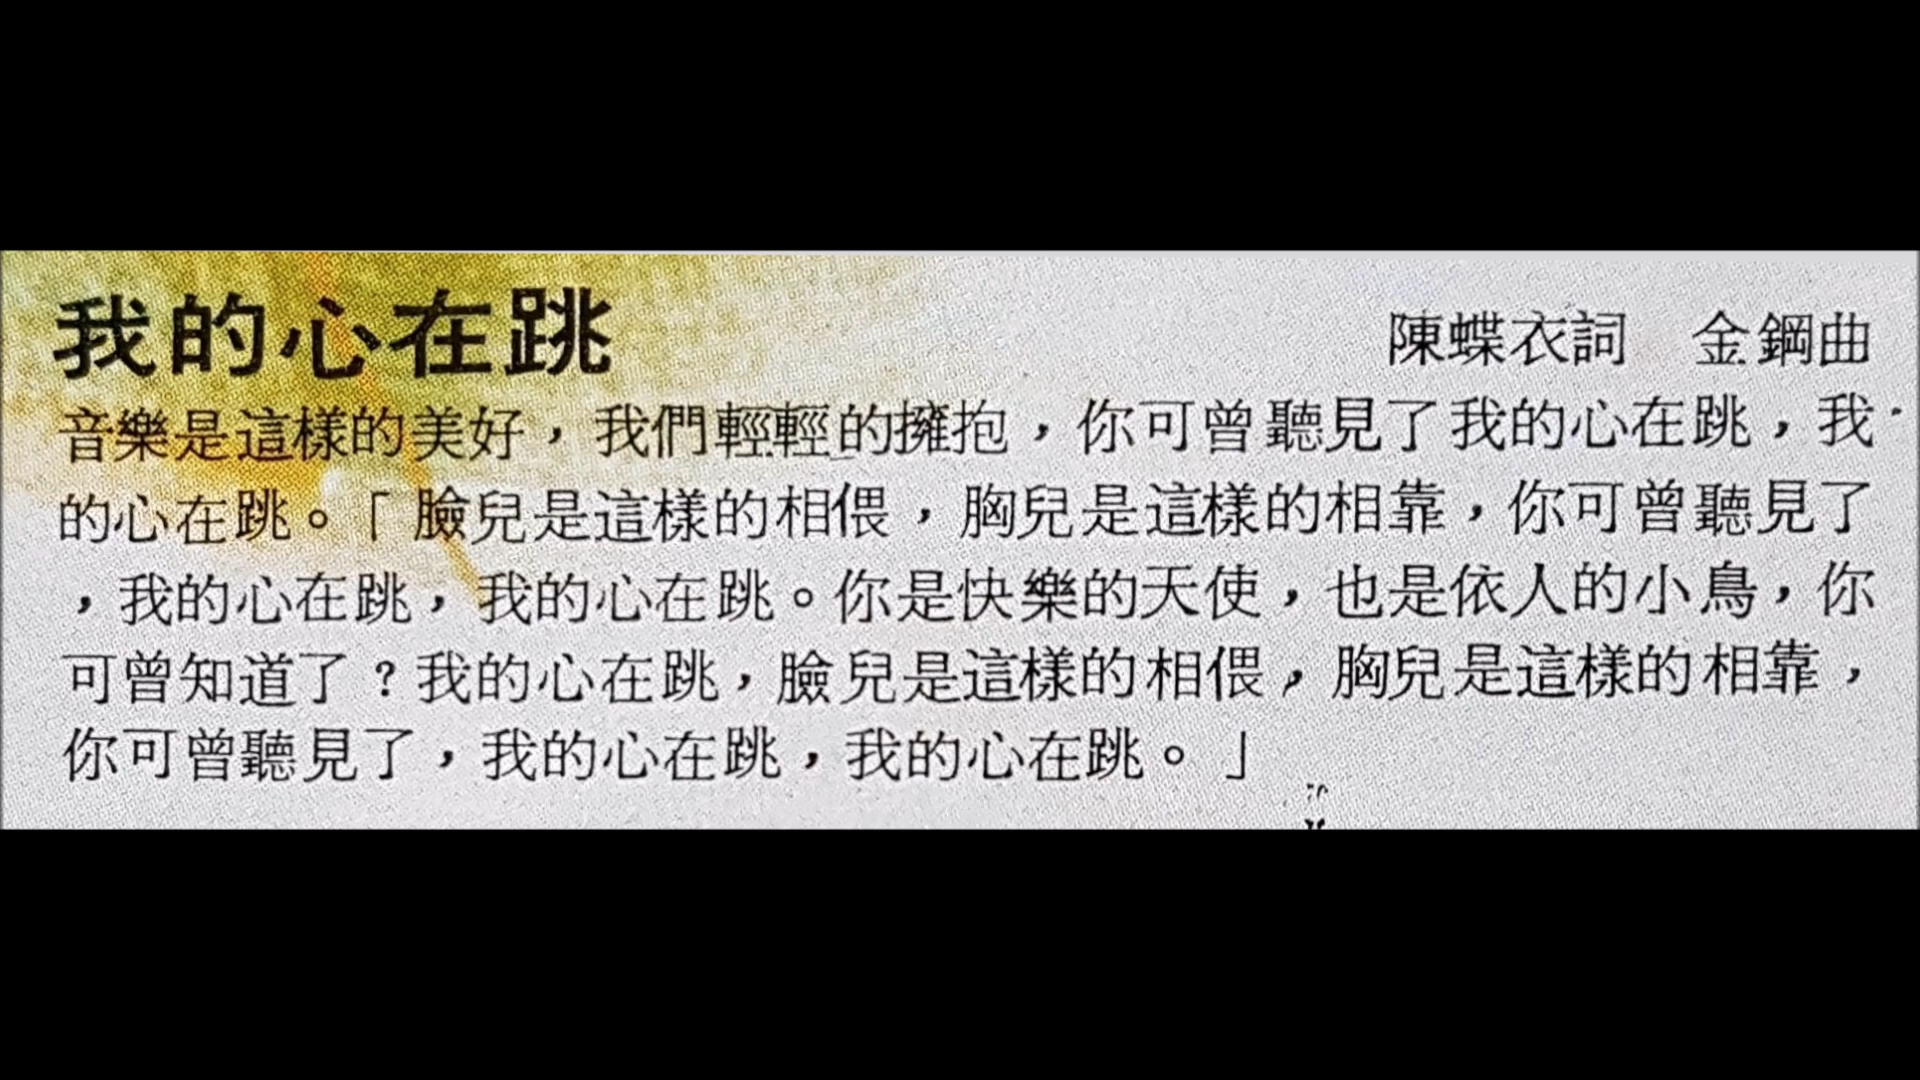 我的心在跳
陳蝶衣詞　金鋼曲
音樂是這樣的美好，我們輕輕的擁抱，你可曾聽見了我的心在跳，我
的心在跳。「臉兒是這樣的相偎，胸兒是這樣的相靠，你可曾聽見了
，我的心在跳，我的心在跳。你是快樂的天使，也是依人的小鳥，你
可曾知道了？我的心在跳，臉兒是這樣的相偎，胸兒是這樣的相靠，
你可曾聽見了，我的心在跳，我的心在跳。」